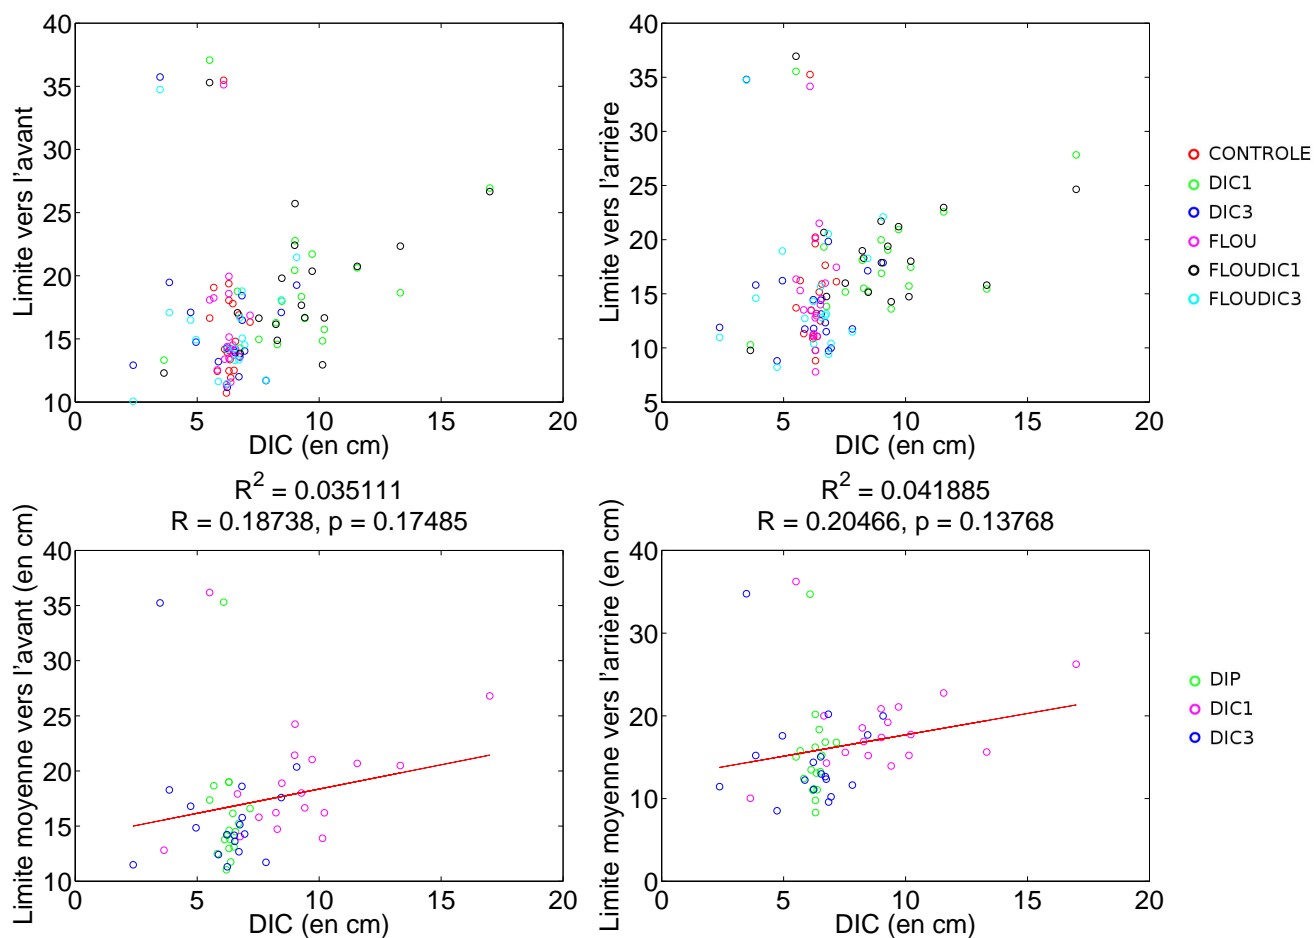 40
35
30
25
20
15
10
0 5 10 15 20
Limite vers l'avant
DIC (en cm)
40
35
30
25
20
15
10
5
0 5 10 15 20
Limite vers l'arrière
DIC (en cm)
CONTROLE
DIC1
DIC3
FLOU
FLOUDIC1
FLOUDIC3
R² = 0.035111
R = 0.18738, p = 0.17485
40
35
30
25
20
15
10
0 5 10 15 20
Limite moyenne vers l'avant (en cm)
DIC (en cm)
R² = 0.041885
R = 0.20466, p = 0.13768
40
30
20
10
0
0 5 10 15 20
Limite moyenne vers l'arrière (en cm)
DIC (en cm)
DIP
DIC1
DIC3